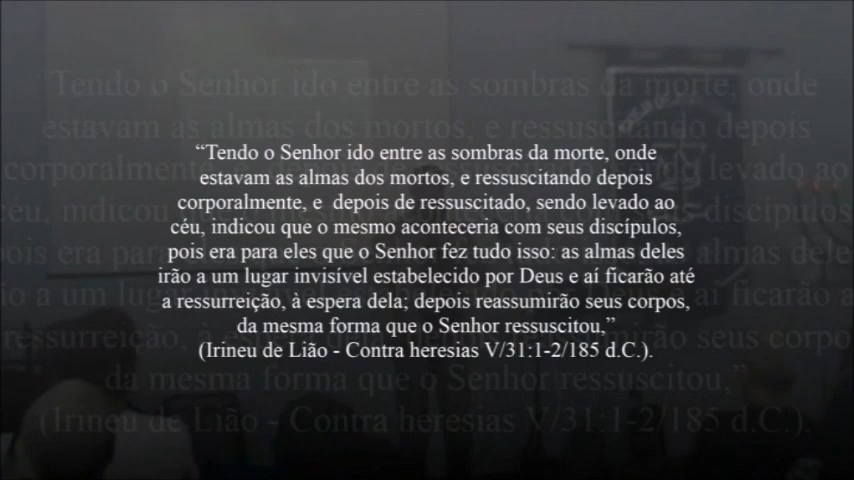 “Tendo o Senhor ido entre as sombras da morte, onde
estavam as almas dos mortos, e ressuscitando depois
corporalmente, e depois de ressuscitado, sendo levado ao
céu, indicou que o mesmo aconteceria com seus discípulos,
pois era para eles que o Senhor fez tudo isso: as almas deles
irão a um lugar invisível estabelecido por Deus e aí ficarão até
a ressurreição, à espera dela; depois reassumirão seus corpos,
da mesma forma que o Senhor ressuscitou,”
(Irineu de Lião - Contra heresias V/31:1-2/185 d.C.).